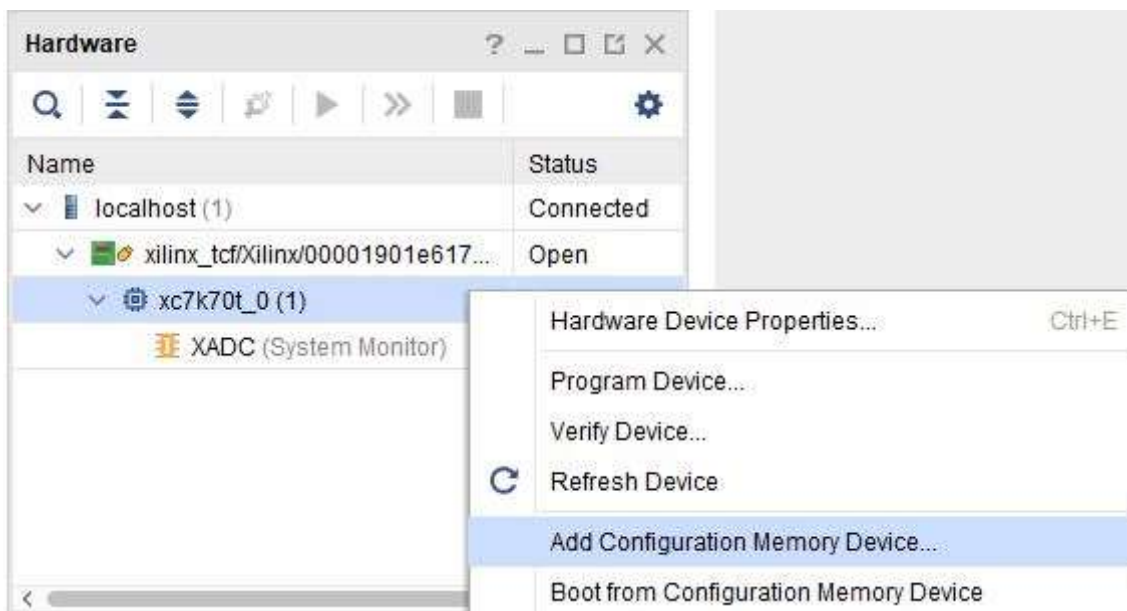 Hardware ?
Name Status
localhost (1) Connected
xilinx_tcf/Xilinx/00001901e617... Open
xc7k70t_0 (1)
XADC (System Monitor)
Hardware Device Properties... Ctrl+E
Program Device...
Verify Device...
Refresh Device
Add Configuration Memory Device...
Boot from Configuration Memory Device